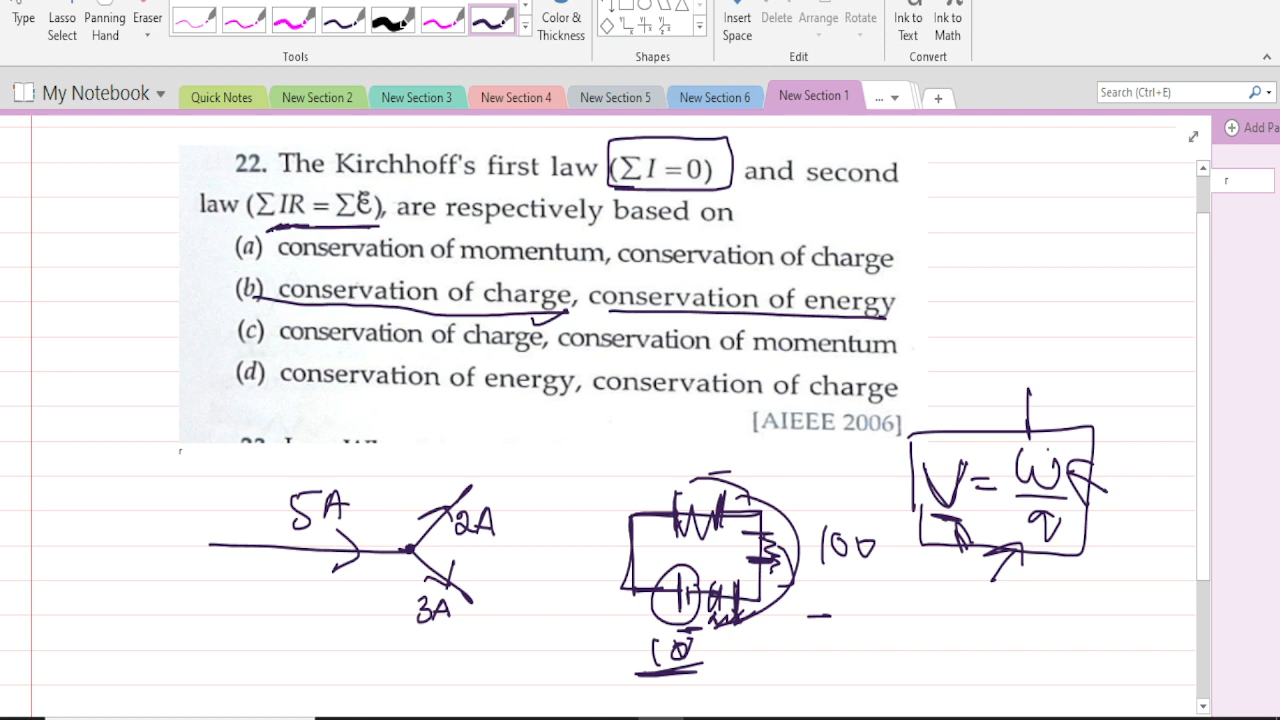 Type
Lasso
Select
Panning
Hand
Eraser
Color &
Thickness
Insert
Space
Delete
Arrange
Rotate
Ink to
Text
Ink to
Math
Tools
Shapes
Edit
Convert
My Notebook
Quick Notes
New Section 2
New Section 3
New Section 4
New Section 5
New Section 6
New Section 1
...
+
Search (Ctrl+E)
Add Pa
r
22. The Kirchhoff's first law (∑ I = 0) and second
law (∑ IR = ∑ℰ), are respectively based on
(a) conservation of momentum, conservation of charge
(b) conservation of charge, conservation of energy
(c) conservation of charge, conservation of momentum
(d) conservation of energy, conservation of charge
[AIEEE 2006]
r
5A
2A
3A
100
V = W/q